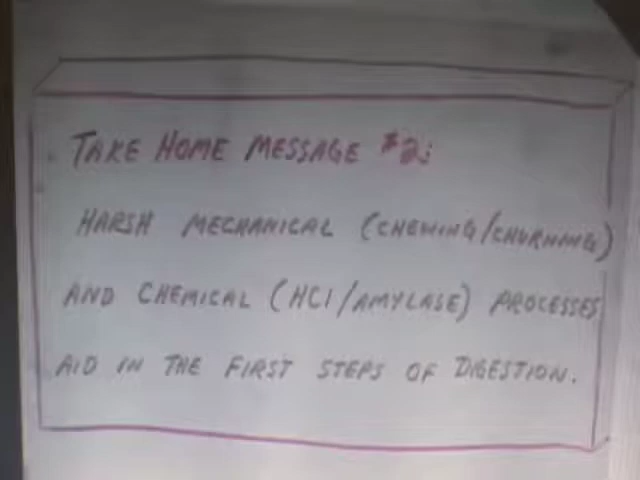 TAKE HOME MESSAGE #2:
HARSH MECHANICAL (CHEWING/CHURNING)
AND CHEMICAL (HCl/AMYLASE) PROCESSES
AID IN THE FIRST STEPS OF DIGESTION.